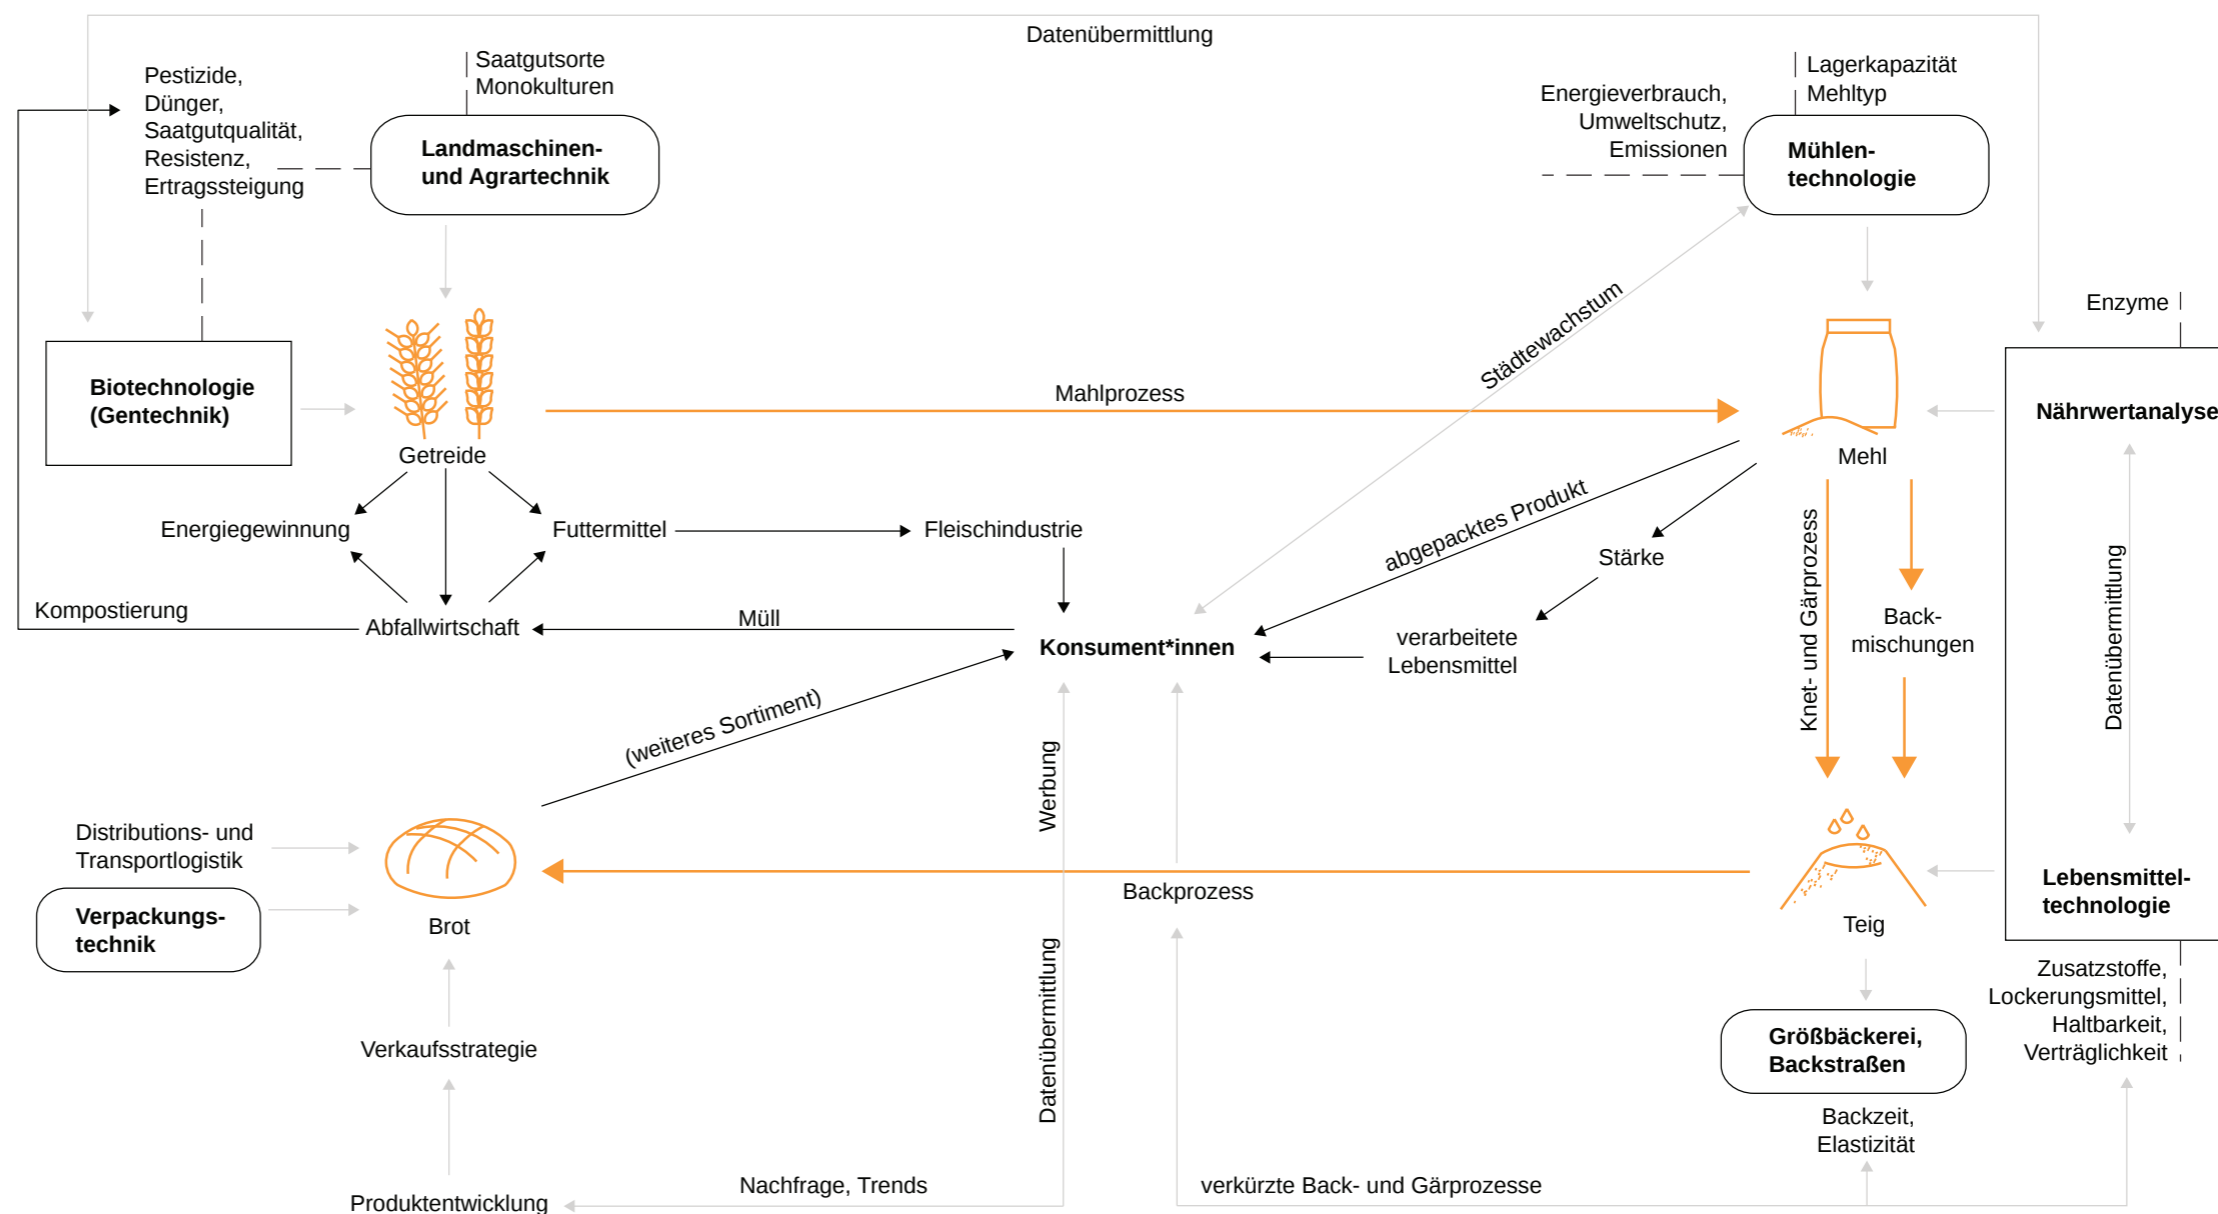 Datenübermittlung
Pestizide,
Dünger,
Saatgutqualität,
Resistenz,
Ertragssteigung
Saatgutsorte
Monokulturen
Landmaschinen-
und Agrartechnik
Energieverbrauch,
Umweltschutz,
Emissionen
Lagerkapazität
Mehltyp
Mühlen-
technologie
Biotechnologie
(Gentechnik)
Getreide
Mahlprozess
Städtewachstum
Mehl
Enzyme
Nährwertanalyse
Datenübermittlung
Lebensmittel-
technologie
Energiegewinnung
Futtermittel
Fleischindustrie
Kompostierung
Abfallwirtschaft
Müll
Konsument*innen
abgepacktes Produkt
Stärke
verarbeitete
Lebensmittel
Knet- und Gärprozess
Back-
mischungen
(weiteres Sortiment)
Werbung
Distributions- und
Transportlogistik
Verpackungs-
technik
Brot
Backprozess
Teig
Zusatzstoffe,
Lockerungsmittel,
Haltbarkeit,
Verträglichkeit
Verkaufsstrategie
Datenübermittlung
Größbäckerei,
Backstraßen
Backzeit,
Elastizität
Produktentwicklung
Nachfrage, Trends
verkürzte Back- und Gärprozesse